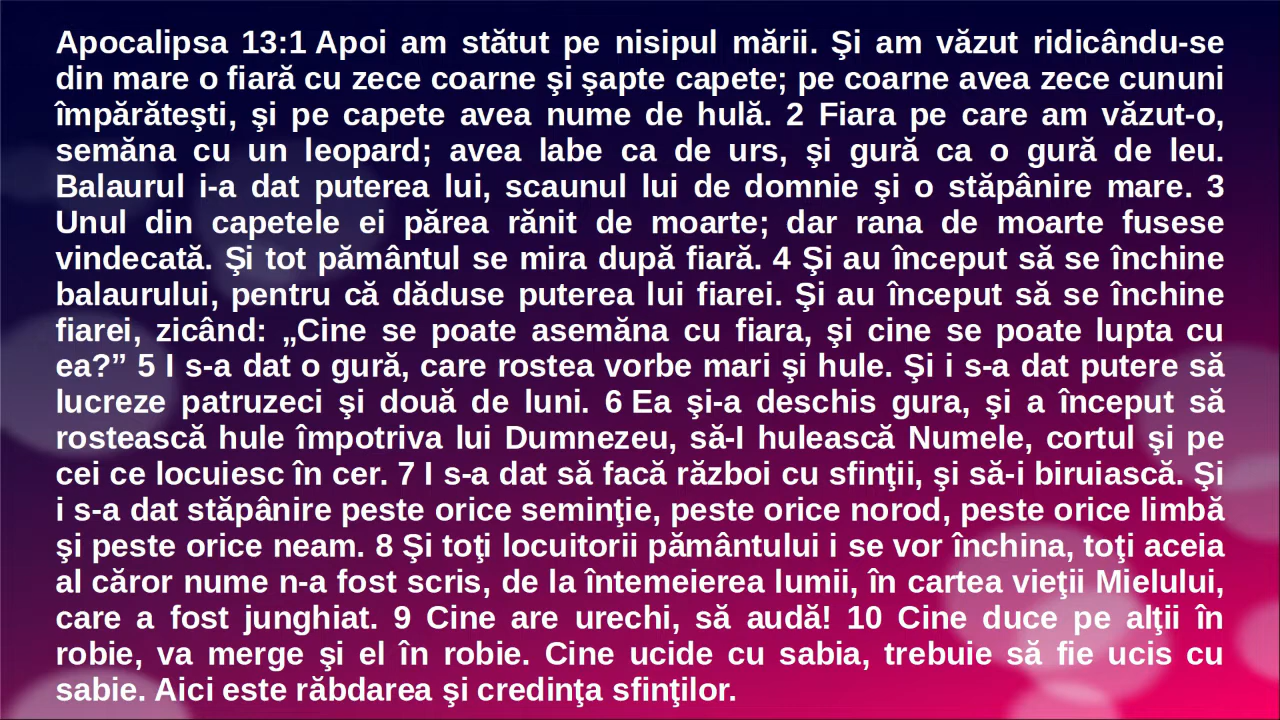 Apocalipsa 13:1 Apoi am stătut pe nisipul mării. Şi am văzut ridicându-se
din mare o fiară cu zece coarne şi şapte capete; pe coarne avea zece cununi
împărăteşti, şi pe capete avea nume de hulă. 2 Fiara pe care am văzut-o,
semăna cu un leopard; avea labe ca de urs, şi gură ca o gură de leu.
Balaurul i-a dat puterea lui, scaunul lui de domnie şi o stăpânire mare. 3
Unul din capetele ei părea rănit de moarte; dar rana de moarte fusese
vindecată. Şi tot pământul se mira după fiară. 4 Şi au început să se închine
balaurului, pentru că dăduse puterea lui fiarei. Şi au început să se închine
fiarei, zicând: „Cine se poate asemăna cu fiara, şi cine se poate lupta cu
ea?” 5 I s-a dat o gură, care rostea vorbe mari şi hule. Şi i s-a dat putere să
lucreze patruzeci şi două de luni. 6 Ea şi-a deschis gura, şi a început să
rostească hule împotriva lui Dumnezeu, să-I hulească Numele, cortul şi pe
cei ce locuiesc în cer. 7 I s-a dat să facă război cu sfinţii, şi să-i biruiască. Şi
i s-a dat stăpânire peste orice seminţie, peste orice norod, peste orice limbă
şi peste orice neam. 8 Şi toţi locuitorii pământului i se vor închina, toţi aceia
al căror nume n-a fost scris, de la întemeierea lumii, în cartea vieţii Mielului,
care a fost junghiat. 9 Cine are urechi, să audă! 10 Cine duce pe alţii în
robie, va merge şi el în robie. Cine ucide cu sabia, trebuie să fie ucis cu
sabie. Aici este răbdarea şi credinţa sfinţilor.